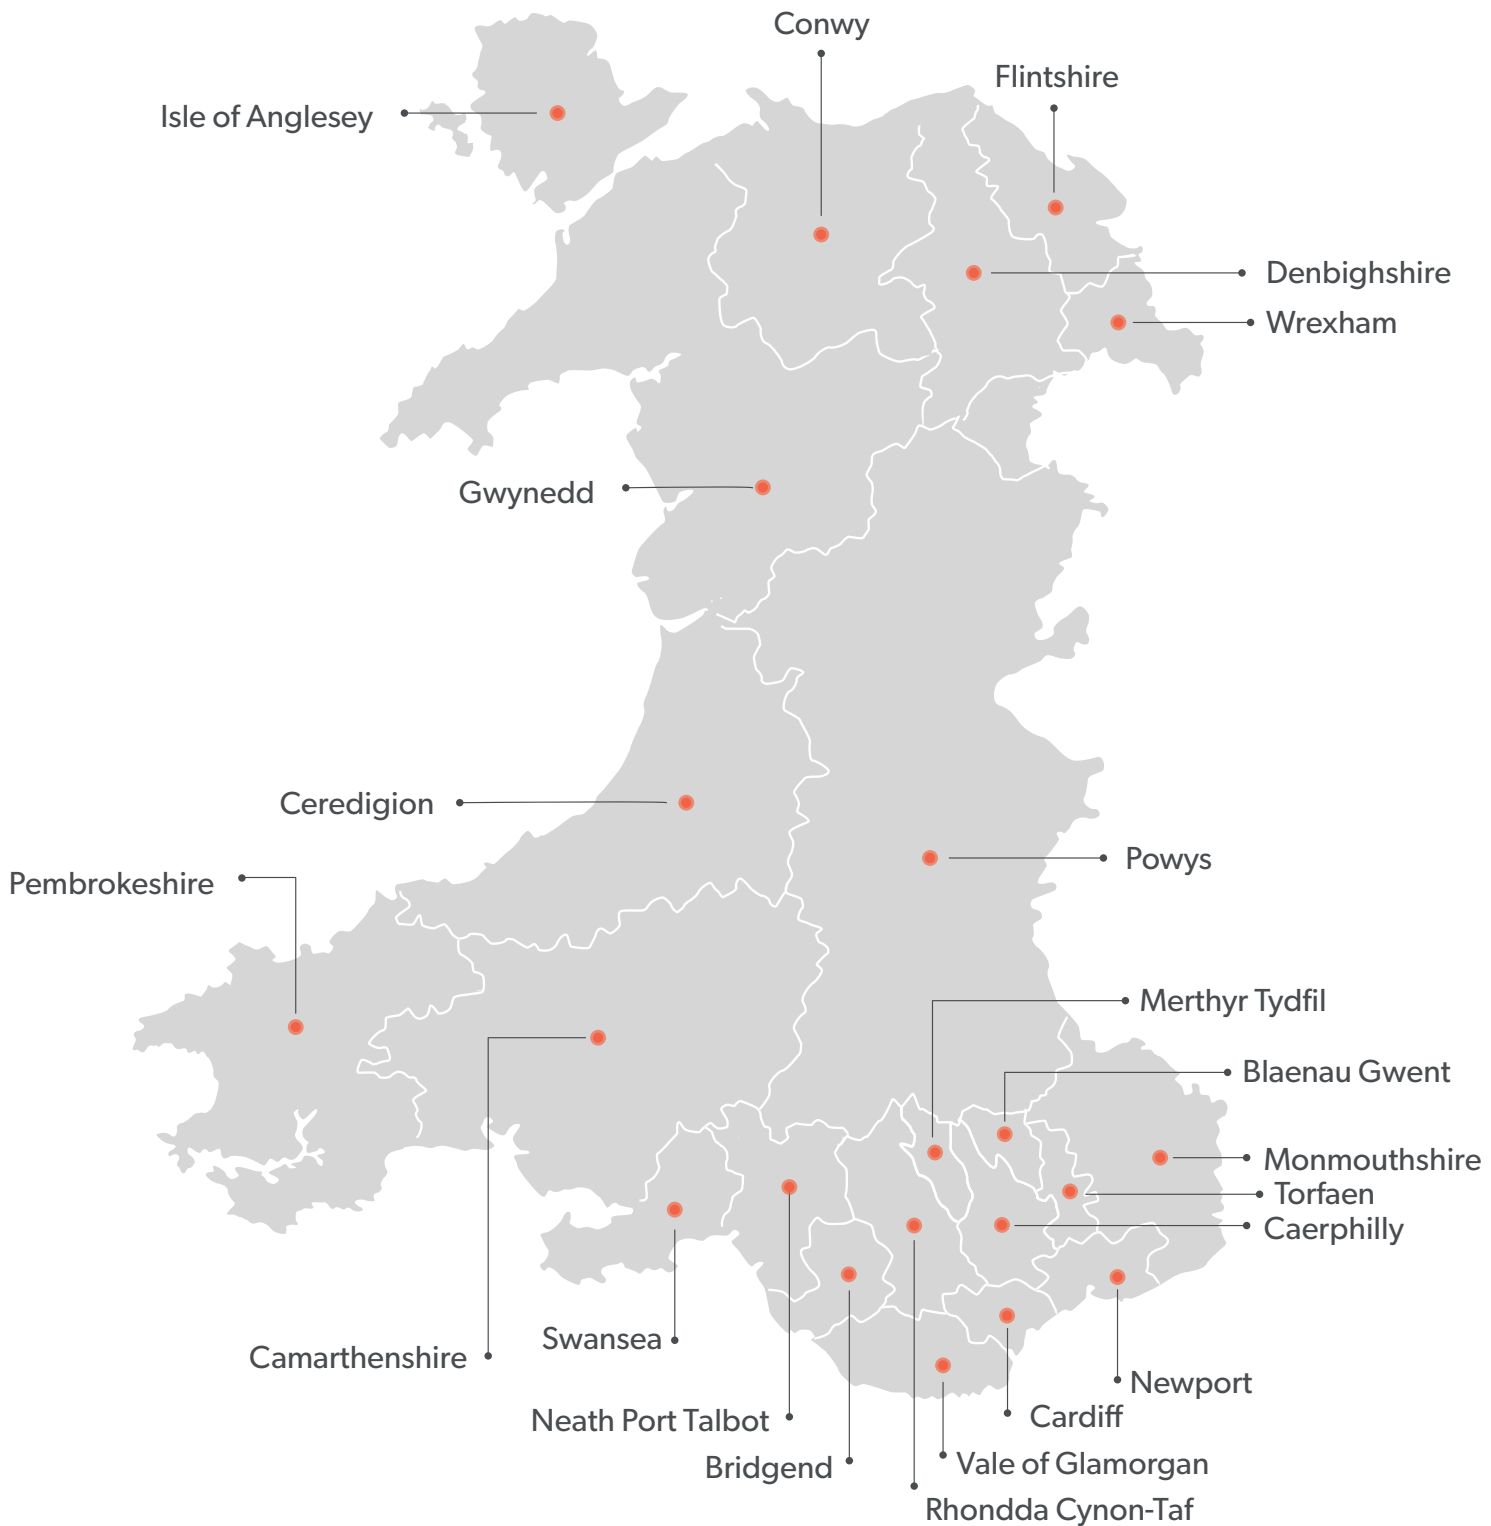 Conwy
Flintshire
Isle of Anglesey
Denbighshire
Wrexham
Gwynedd
Ceredigion
Powys
Pembrokeshire
Merthyr Tydfil
Blaenau Gwent
Monmouthshire
Torfaen
Caerphilly
Swansea
Camarthenshire
Newport
Cardiff
Neath Port Talbot
Vale of Glamorgan
Bridgend
Rhondda Cynon-Taf